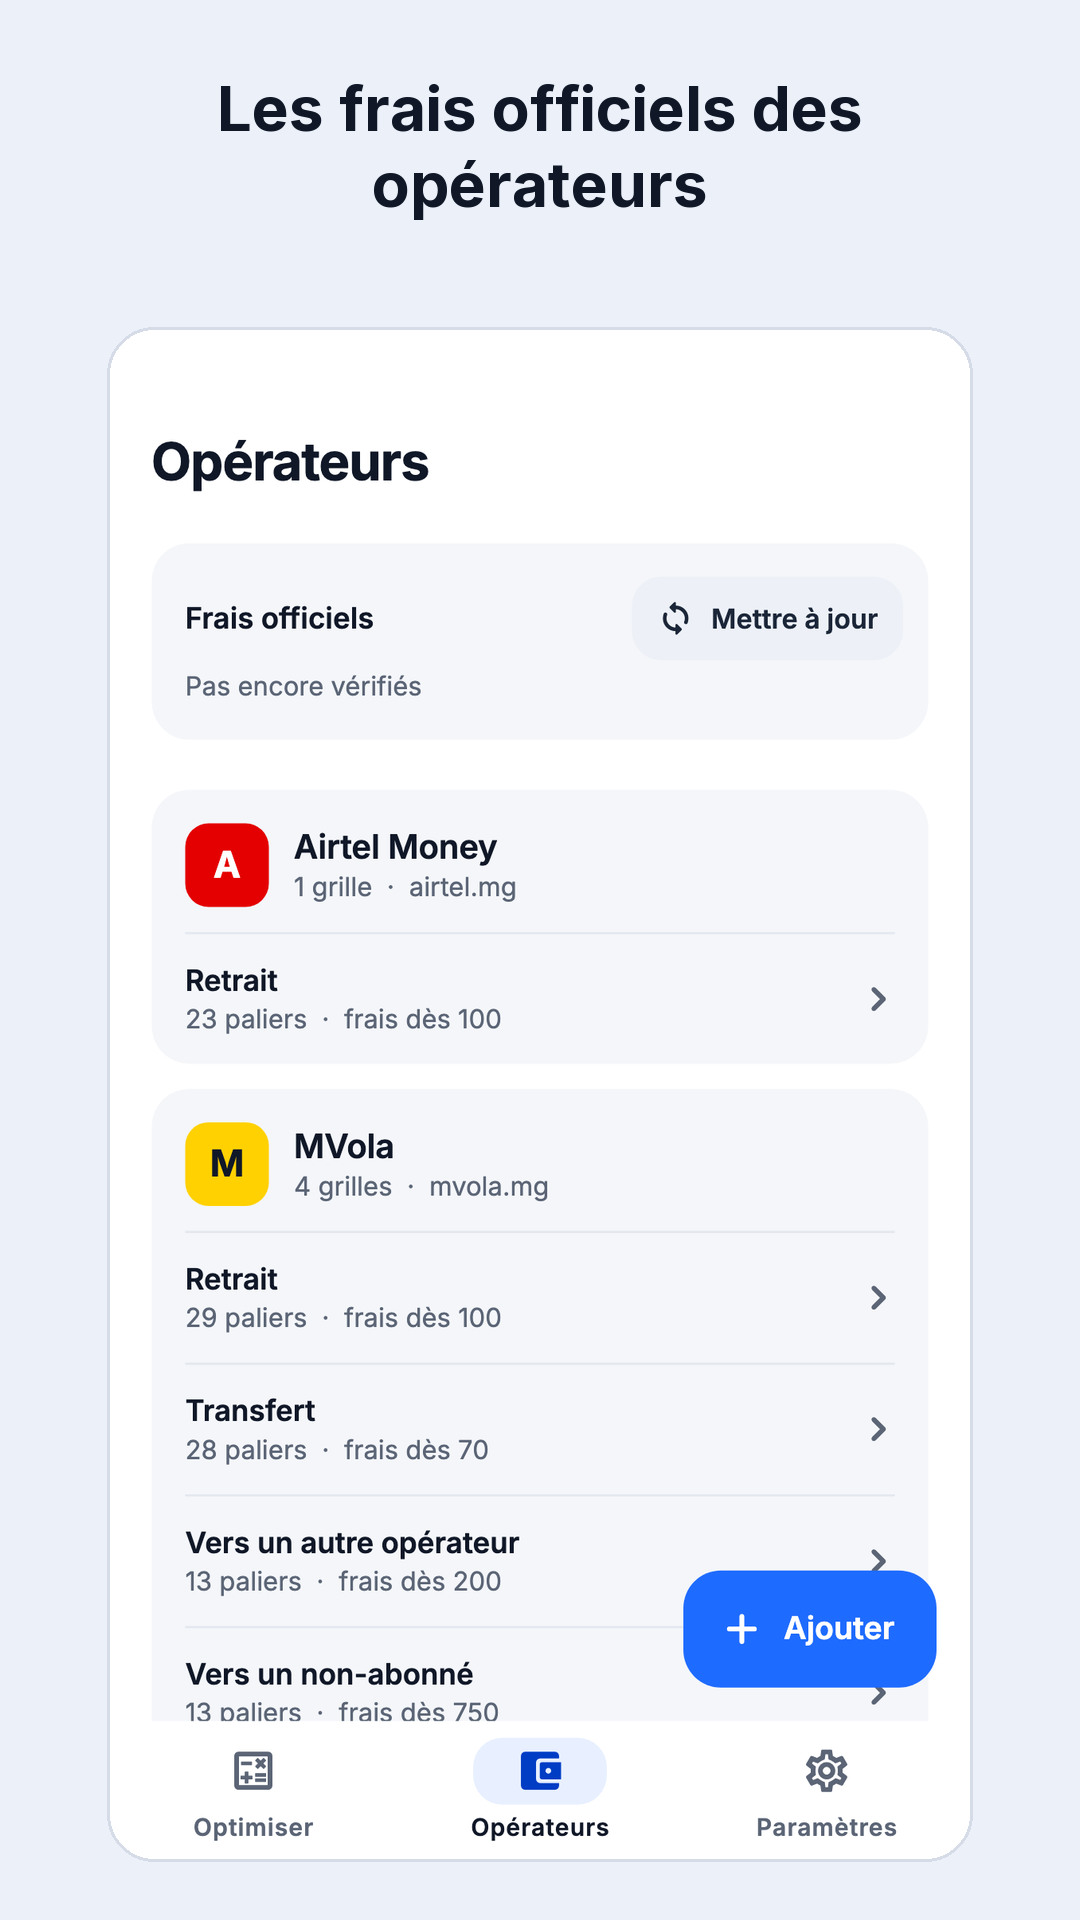 Les frais officiels des
opérateurs
Opérateurs
Frais officiels
Mettre à jour
Pas encore vérifiés
A
Airtel Money
1 grille · airtel.mg
Retrait
23 paliers · frais dès 100
M
MVola
4 grilles · mvola.mg
Retrait
29 paliers · frais dès 100
Transfert
28 paliers · frais dès 70
Vers un autre opérateur
13 paliers · frais dès 200
+ Ajouter
Vers un non-abonné
13 paliers · frais dès 750
Optimiser
Opérateurs
Paramètres